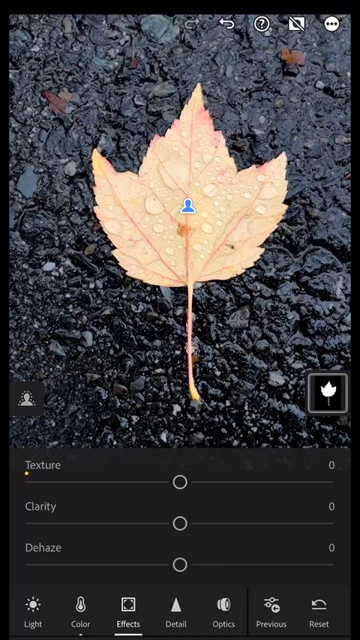 Texture 0
Clarity 0
Dehaze 0
Light Color Effects Detail Optics Previous Reset